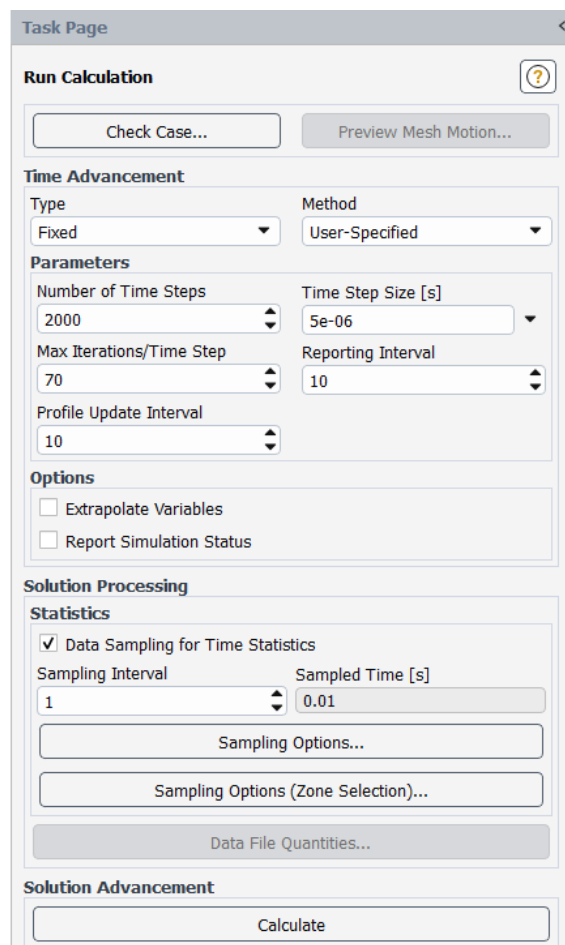 Task Page
Run Calculation
Check Case...
Preview Mesh Motion...
Time Advancement
Type
Method
Fixed
User-Specified
Parameters
Number of Time Steps
Time Step Size [s]
2000
5e-06
Max Iterations/Time Step
Reporting Interval
70
10
Profile Update Interval
10
Options
Extrapolate Variables
Report Simulation Status
Solution Processing
Statistics
Data Sampling for Time Statistics
Sampling Interval
Sampled Time [s]
1
0.01
Sampling Options...
Sampling Options (Zone Selection)...
Data File Quantities...
Solution Advancement
Calculate